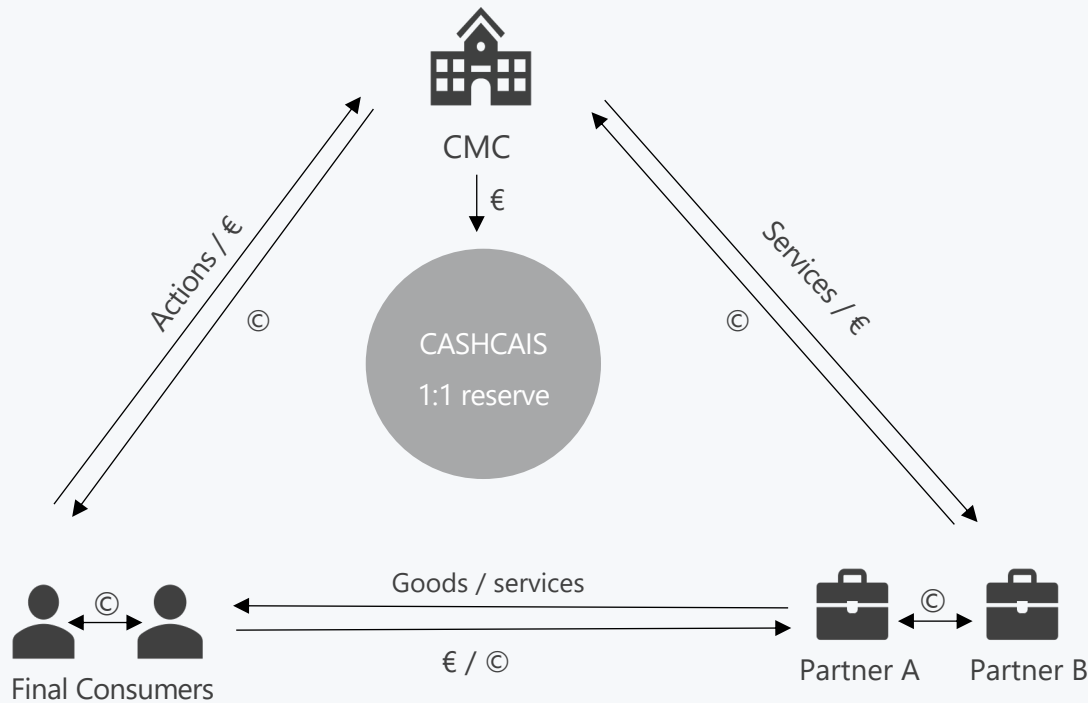 CMC
€
Actions / €
©
Services / €
©
CASHCAIS
1:1 reserve
Goods / services
€ / ©
©
Final Consumers
©
Partner A
Partner B